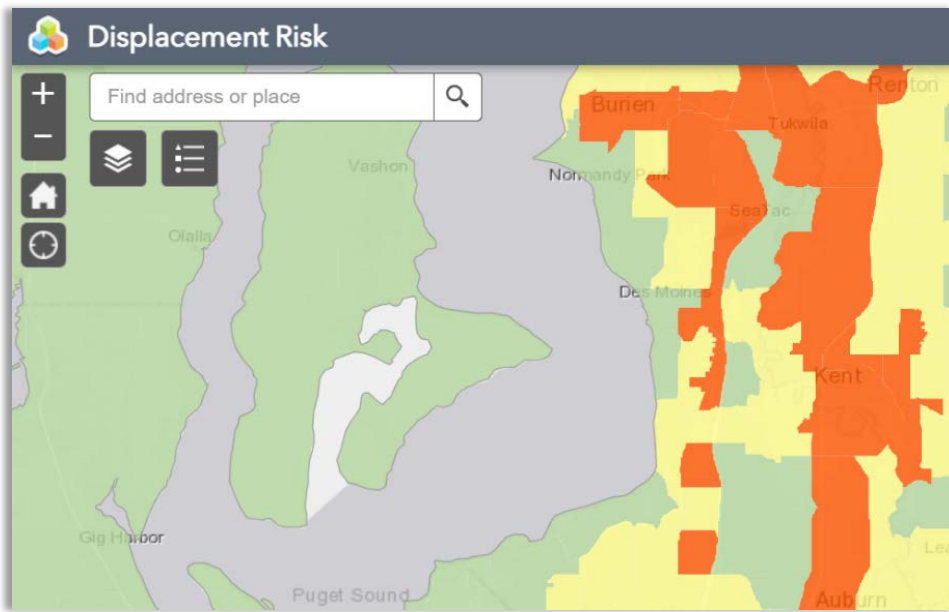 Displacement Risk
+
Find address or place
−
Renton
Burien
Tukwila
Vashon
Normandy Park
SeaTac
Olalla
Des Moines
Kent
Gig Harbor
Puget Sound
Auburn